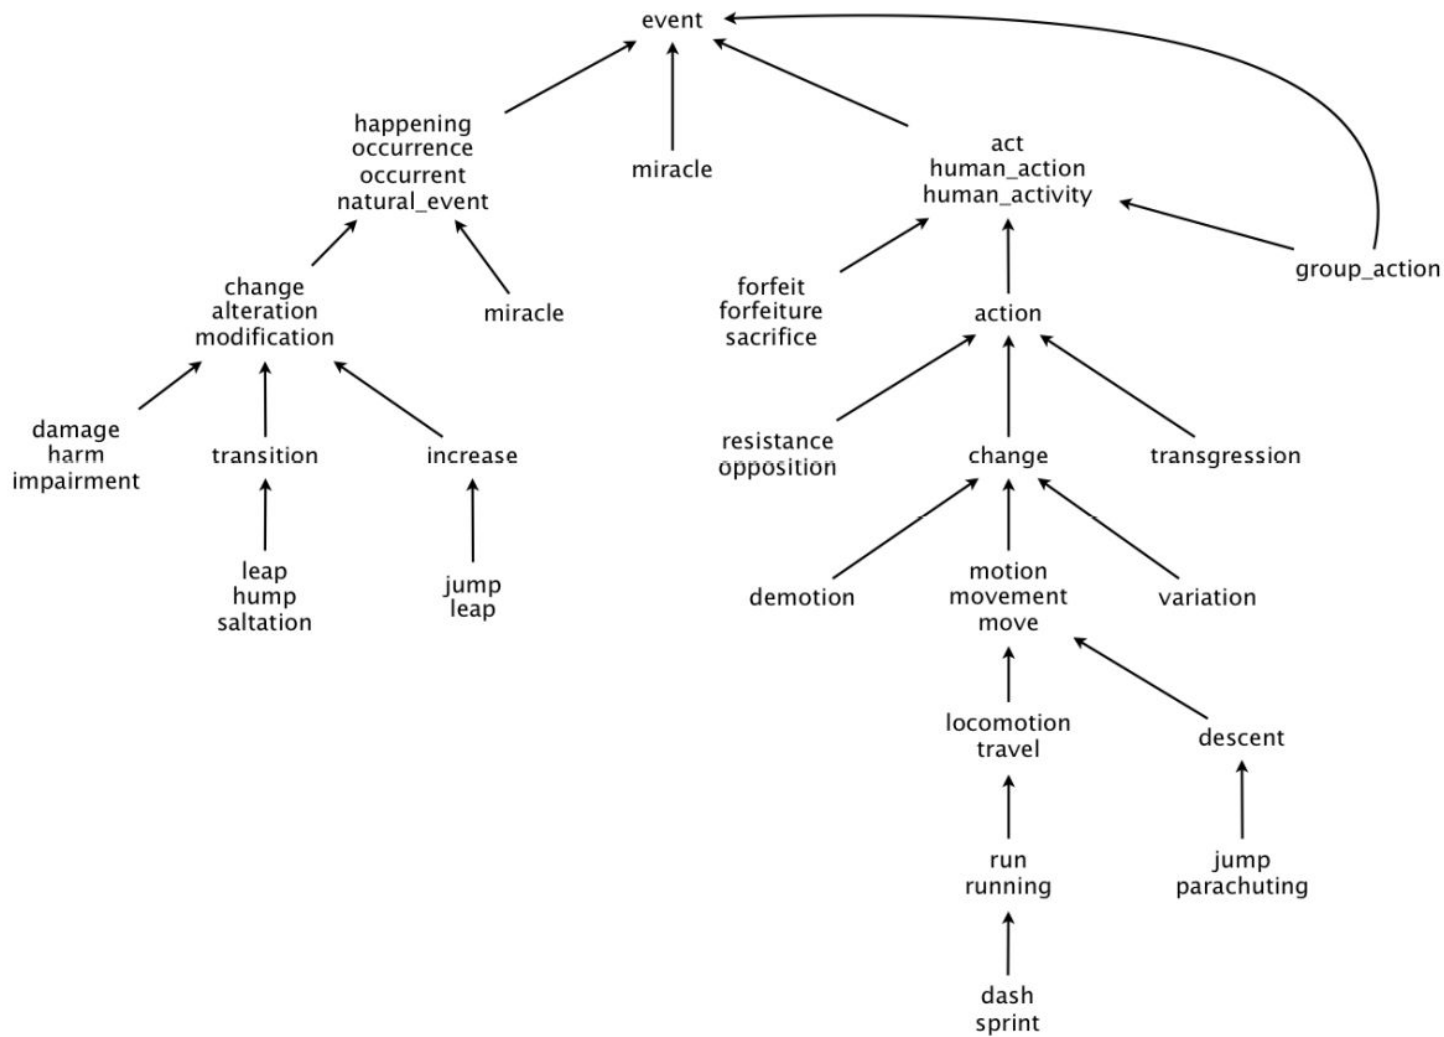 event
happening
occurrence
occurrent
natural_event
miracle
act
human_action
human_activity
group_action
change
alteration
modification
miracle
forfeit
forfeiture
sacrifice
action
damage
harm
impairment
transition
increase
resistance
opposition
change
transgression
leap
hump
saltation
jump
leap
demotion
motion
movement
move
variation
locomotion
travel
descent
run
running
jump
parachuting
dash
sprint